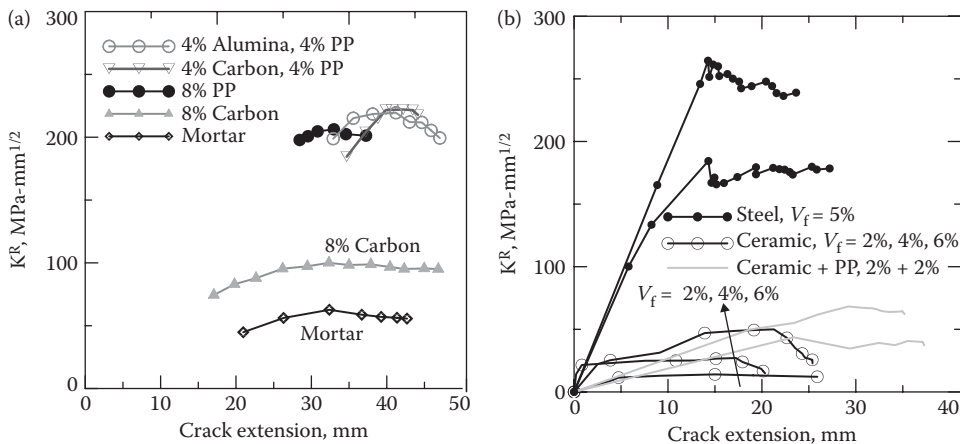 (a)
300
200
100
0
K^R, MPa-mm^1/2
4% Alumina, 4% PP
4% Carbon, 4% PP
8% PP
8% Carbon
Mortar
8% Carbon
Mortar
0 10 20 30 40 50
Crack extension, mm
(b)
300
200
100
0
K^R, MPa-mm^1/2
Steel, V_f = 5%
Ceramic, V_f = 2%, 4%, 6%
Ceramic + PP, 2% + 2%
V_f = 2%, 4%, 6%
0 10 20 30 40
Crack extension, mm